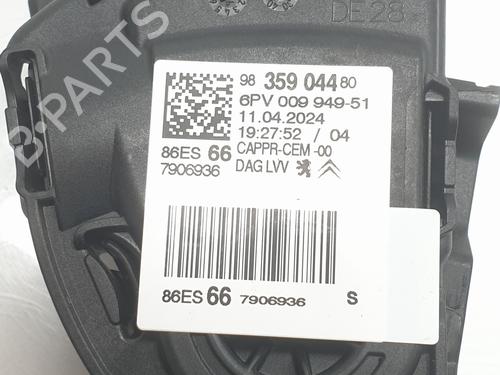 DE28
B-PARTS
98 359 044 80
6PV 009 949-51
11.04.2024
19:27:52 / 04
86ES 66 CAPPR-CEM-00
7906936 DAG LVV
86ES 66 7906936 S